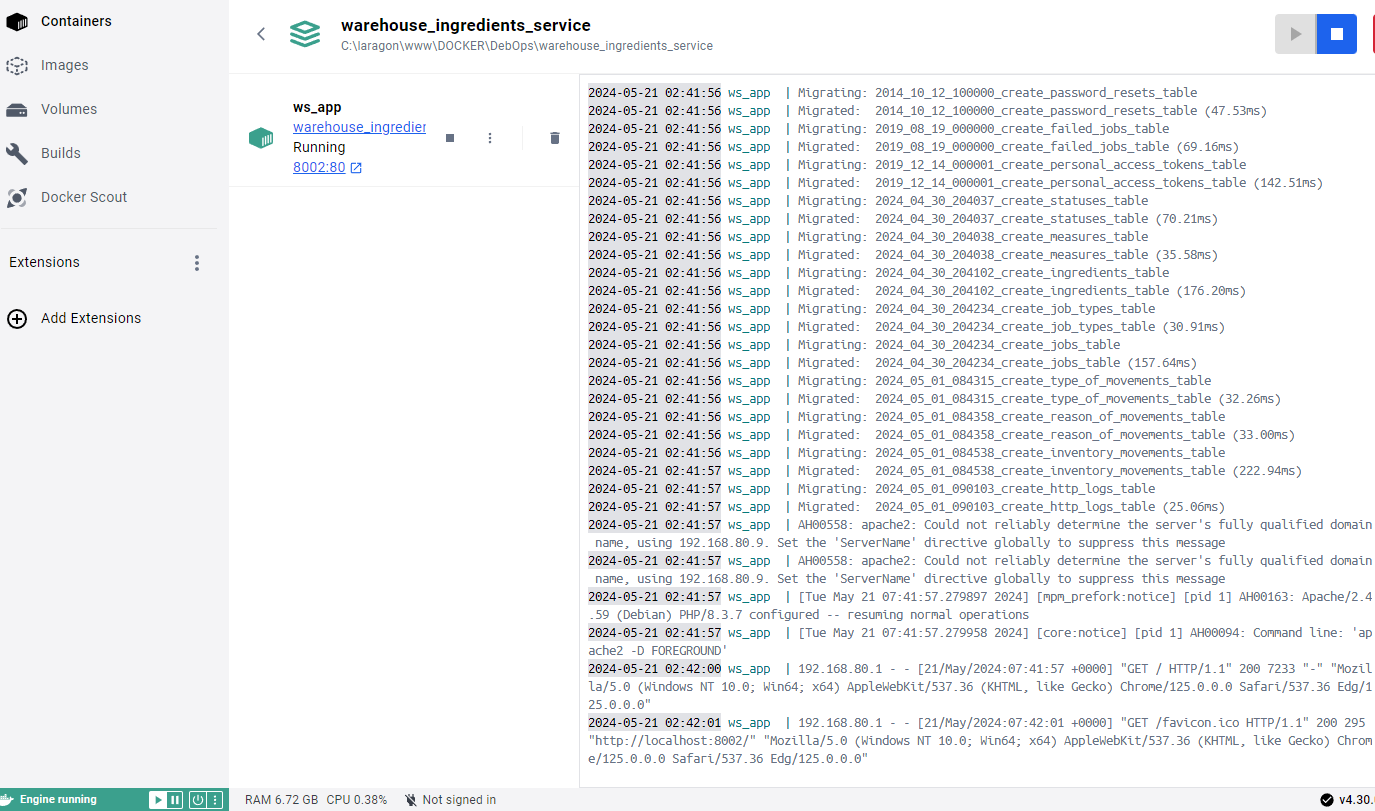 Containers
Images
Volumes
Builds
Docker Scout
Extensions
Add Extensions
warehouse_ingredients_service
C:\laragon\www\DOCKER\DebOps\warehouse_ingredients_service
ws_app
warehouse_ingredier
Running
8002:80
2024-05-21 02:41:56 ws_app | Migrating: 2014_10_12_100000_create_password_resets_table
2024-05-21 02:41:56 ws_app | Migrated: 2014_10_12_100000_create_password_resets_table (47.53ms)
2024-05-21 02:41:56 ws_app | Migrating: 2019_08_19_000000_create_failed_jobs_table
2024-05-21 02:41:56 ws_app | Migrated: 2019_08_19_000000_create_failed_jobs_table (69.16ms)
2024-05-21 02:41:56 ws_app | Migrating: 2019_12_14_000001_create_personal_access_tokens_table
2024-05-21 02:41:56 ws_app | Migrated: 2019_12_14_000001_create_personal_access_tokens_table (142.51ms)
2024-05-21 02:41:56 ws_app | Migrating: 2024_04_30_204037_create_statuses_table
2024-05-21 02:41:56 ws_app | Migrated: 2024_04_30_204037_create_statuses_table (70.21ms)
2024-05-21 02:41:56 ws_app | Migrating: 2024_04_30_204038_create_measures_table
2024-05-21 02:41:56 ws_app | Migrated: 2024_04_30_204038_create_measures_table (35.58ms)
2024-05-21 02:41:56 ws_app | Migrating: 2024_04_30_204102_create_ingredients_table
2024-05-21 02:41:56 ws_app | Migrated: 2024_04_30_204102_create_ingredients_table (176.20ms)
2024-05-21 02:41:56 ws_app | Migrating: 2024_04_30_204234_create_job_types_table
2024-05-21 02:41:56 ws_app | Migrated: 2024_04_30_204234_create_job_types_table (30.91ms)
2024-05-21 02:41:56 ws_app | Migrating: 2024_04_30_204234_create_jobs_table
2024-05-21 02:41:56 ws_app | Migrated: 2024_04_30_204234_create_jobs_table (157.64ms)
2024-05-21 02:41:56 ws_app | Migrating: 2024_05_01_084315_create_type_of_movements_table
2024-05-21 02:41:56 ws_app | Migrated: 2024_05_01_084315_create_type_of_movements_table (32.26ms)
2024-05-21 02:41:56 ws_app | Migrating: 2024_05_01_084358_create_reason_of_movements_table
2024-05-21 02:41:56 ws_app | Migrated: 2024_05_01_084358_create_reason_of_movements_table (33.00ms)
2024-05-21 02:41:56 ws_app | Migrating: 2024_05_01_084538_create_inventory_movements_table
2024-05-21 02:41:57 ws_app | Migrated: 2024_05_01_084538_create_inventory_movements_table (222.94ms)
2024-05-21 02:41:57 ws_app | Migrating: 2024_05_01_090103_create_http_logs_table
2024-05-21 02:41:57 ws_app | Migrated: 2024_05_01_090103_create_http_logs_table (25.06ms)
2024-05-21 02:41:57 ws_app | AH00558: apache2: Could not reliably determine the server's fully qualified domain
name, using 192.168.80.9. Set the 'ServerName' directive globally to suppress this message
2024-05-21 02:41:57 ws_app | AH00558: apache2: Could not reliably determine the server's fully qualified domain
name, using 192.168.80.9. Set the 'ServerName' directive globally to suppress this message
2024-05-21 02:41:57 ws_app | [Tue May 21 07:41:57.279897 2024] [mpm_prefork:notice] [pid 1] AH00163: Apache/2.4
.59 (Debian) PHP/8.3.7 configured -- resuming normal operations
2024-05-21 02:41:57 ws_app | [Tue May 21 07:41:57.279958 2024] [core:notice] [pid 1] AH00094: Command line: 'ap
ache2 -D FOREGROUND'
2024-05-21 02:42:00 ws_app | 192.168.80.1 - - [21/May/2024:07:41:57 +0000] "GET / HTTP/1.1" 200 7233 "-" "Mozil
la/5.0 (Windows NT 10.0; Win64; x64) AppleWebKit/537.36 (KHTML, like Gecko) Chrome/125.0.0.0 Safari/537.36 Edg/1
25.0.0.0"
2024-05-21 02:42:01 ws_app | 192.168.80.1 - - [21/May/2024:07:42:01 +0000] "GET /favicon.ico HTTP/1.1" 200 295
"http://localhost:8002/" "Mozilla/5.0 (Windows NT 10.0; Win64; x64) AppleWebKit/537.36 (KHTML, like Gecko) Chrom
e/125.0.0.0 Safari/537.36 Edg/125.0.0.0"
Engine running
RAM 6.72 GB CPU 0.38%
Not signed in
v4.30.